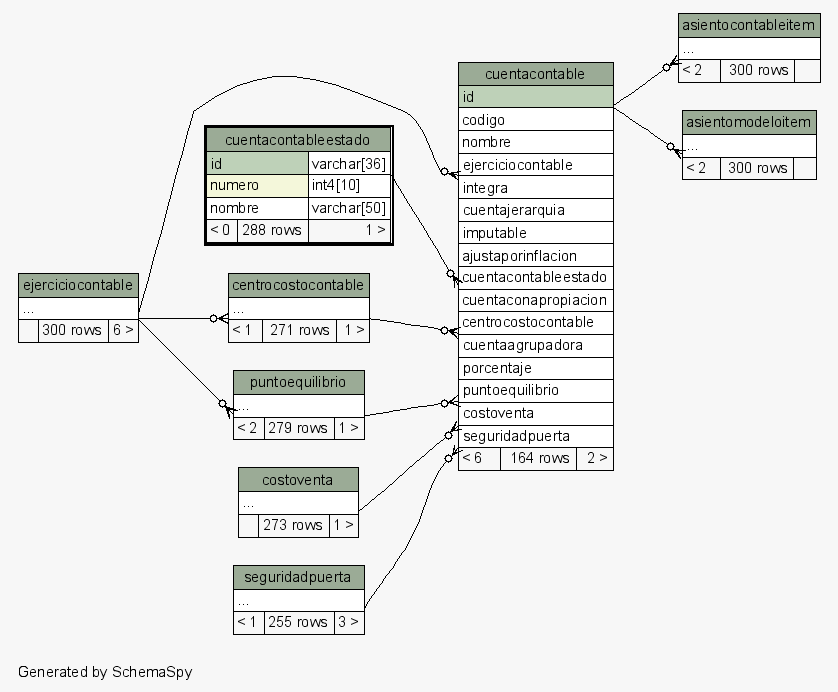 asientocontableitem
...
< 2 300 rows
cuentacontable
id
codigo
nombre
ejerciciocontable
integra
cuentajerarquia
imputable
ajustaporinflacion
cuentacontableestado
cuentaconapropiacion
centrocostocontable
cuentaagrupadora
porcentaje
puntoequilibrio
costoventa
seguridadpuerta
< 6 164 rows 2 >
asientomodeloitem
...
< 2 300 rows
cuentacontableestado
id varchar[36]
numero int4[10]
nombre varchar[50]
< 0 288 rows 1 >
ejerciciocontable
...
300 rows 6 >
centrocostocontable
...
< 1 271 rows 1 >
puntoequilibrio
...
< 2 279 rows 1 >
costoventa
...
273 rows 1 >
seguridadpuerta
...
< 1 255 rows 3 >
Generated by SchemaSpy